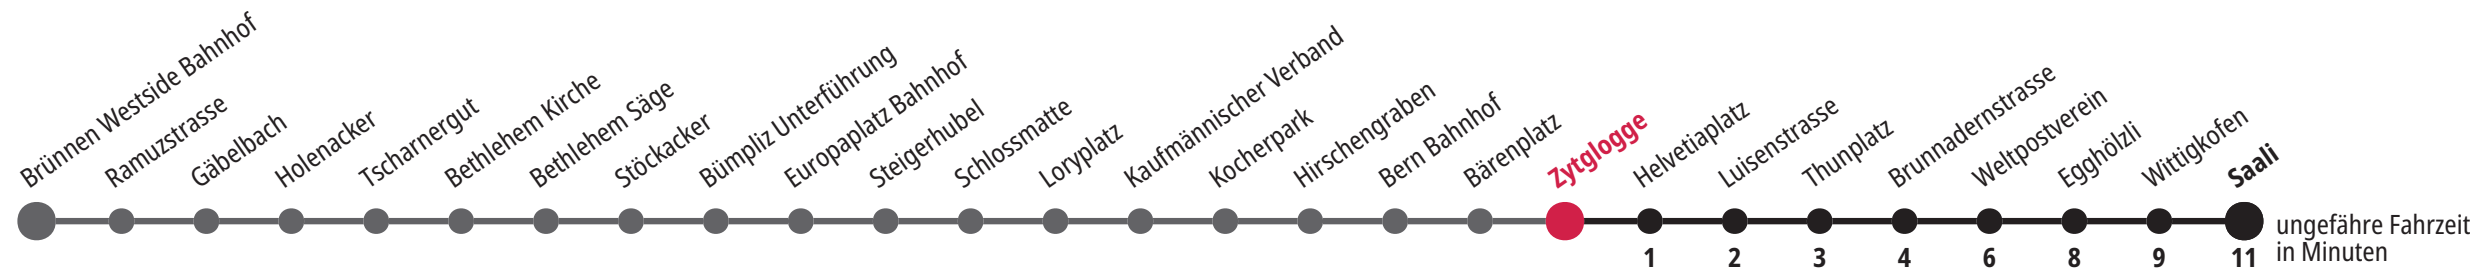 Brünnen Westside Bahnhof
Ramuzstrasse
Gäbelbach
Holenacker
Tscharnergut
Bethlehem Kirche
Bethlehem Säge
Stöckacker
Bümpliz Unterführung
Europaplatz Bahnhof
Steigerhubel
Schlossmatte
Loryplatz
Kaufmännischer Verband
Kocherpark
Hirschengraben
Bern Bahnhof
Bärenplatz
Zytglogge
Helvetiaplatz
Luisenstrasse
Thunplatz
Brunnadernstrasse
Weltpostverein
Egghölzli
Wittigkofen
Saali
1 2 3 4 6 8 9 11
ungefähre Fahrzeit
in Minuten